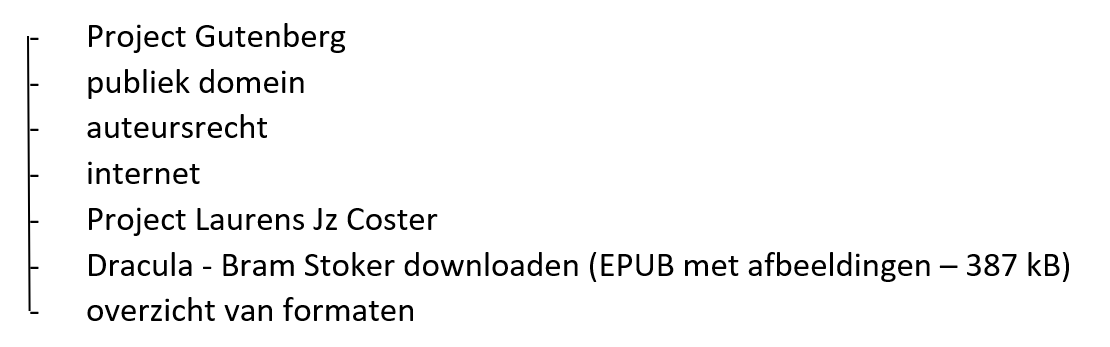 - Project Gutenberg
- publiek domein
- auteursrecht
- internet
- Project Laurens Jz Coster
- Dracula - Bram Stoker downloaden (EPUB met afbeeldingen – 387 kB)
- overzicht van formaten